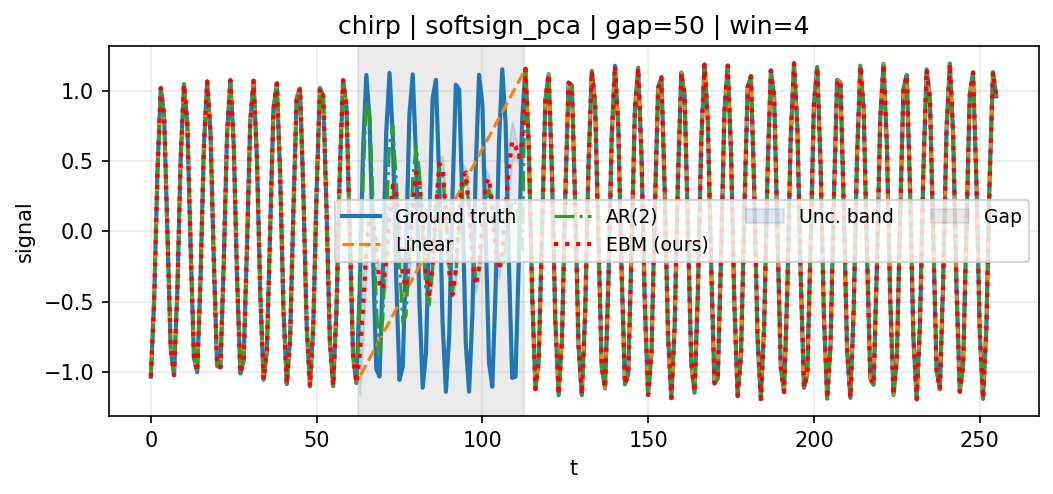 chirp | softsign_pca | gap=50 | win=4
signal
1.0
0.5
0.0
−0.5
−1.0
Ground truth
Linear
AR(2)
EBM (ours)
Unc. band
Gap
0 50 100 150 200 250
t